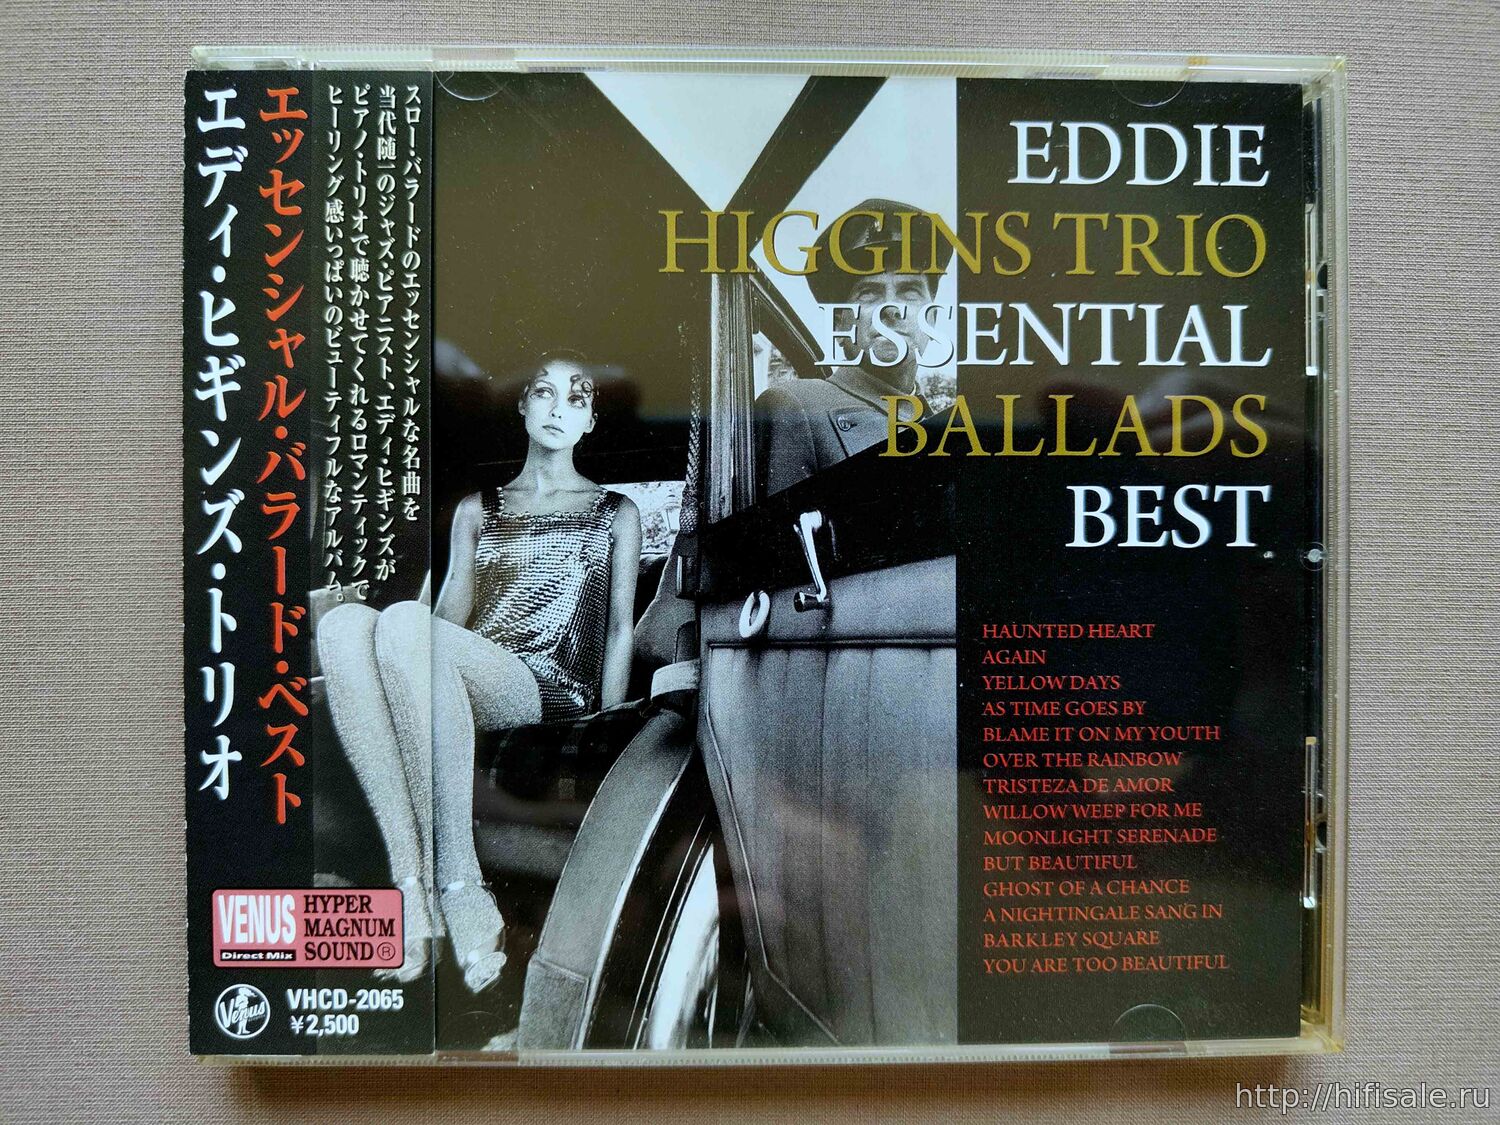 エッセンシャル・バラード・ベスト
エディ・ヒギンズ・トリオ
スロー・バラードのエッセンシャルな名曲を
当代随一のジャズ・ピアニスト、エディ・ヒギンズが
ピアノ・トリオで聴かせてくれるロマンティックで
ヒーリング感いっぱいのビューティフルなアルバム。
VENUS
Direct Mix
HYPER
MAGNUM
SOUND®
Venus
VHCD-2065
¥2,500
EDDIE
HIGGINS TRIO
ESSENTIAL
BALLADS
BEST
HAUNTED HEART
AGAIN
YELLOW DAYS
AS TIME GOES BY
BLAME IT ON MY YOUTH
OVER THE RAINBOW
TRISTEZA DE AMOR
WILLOW WEEP FOR ME
MOONLIGHT SERENADE
BUT BEAUTIFUL
GHOST OF A CHANCE
A NIGHTINGALE SANG IN
BARKLEY SQUARE
YOU ARE TOO BEAUTIFUL
http://hifisale.ru